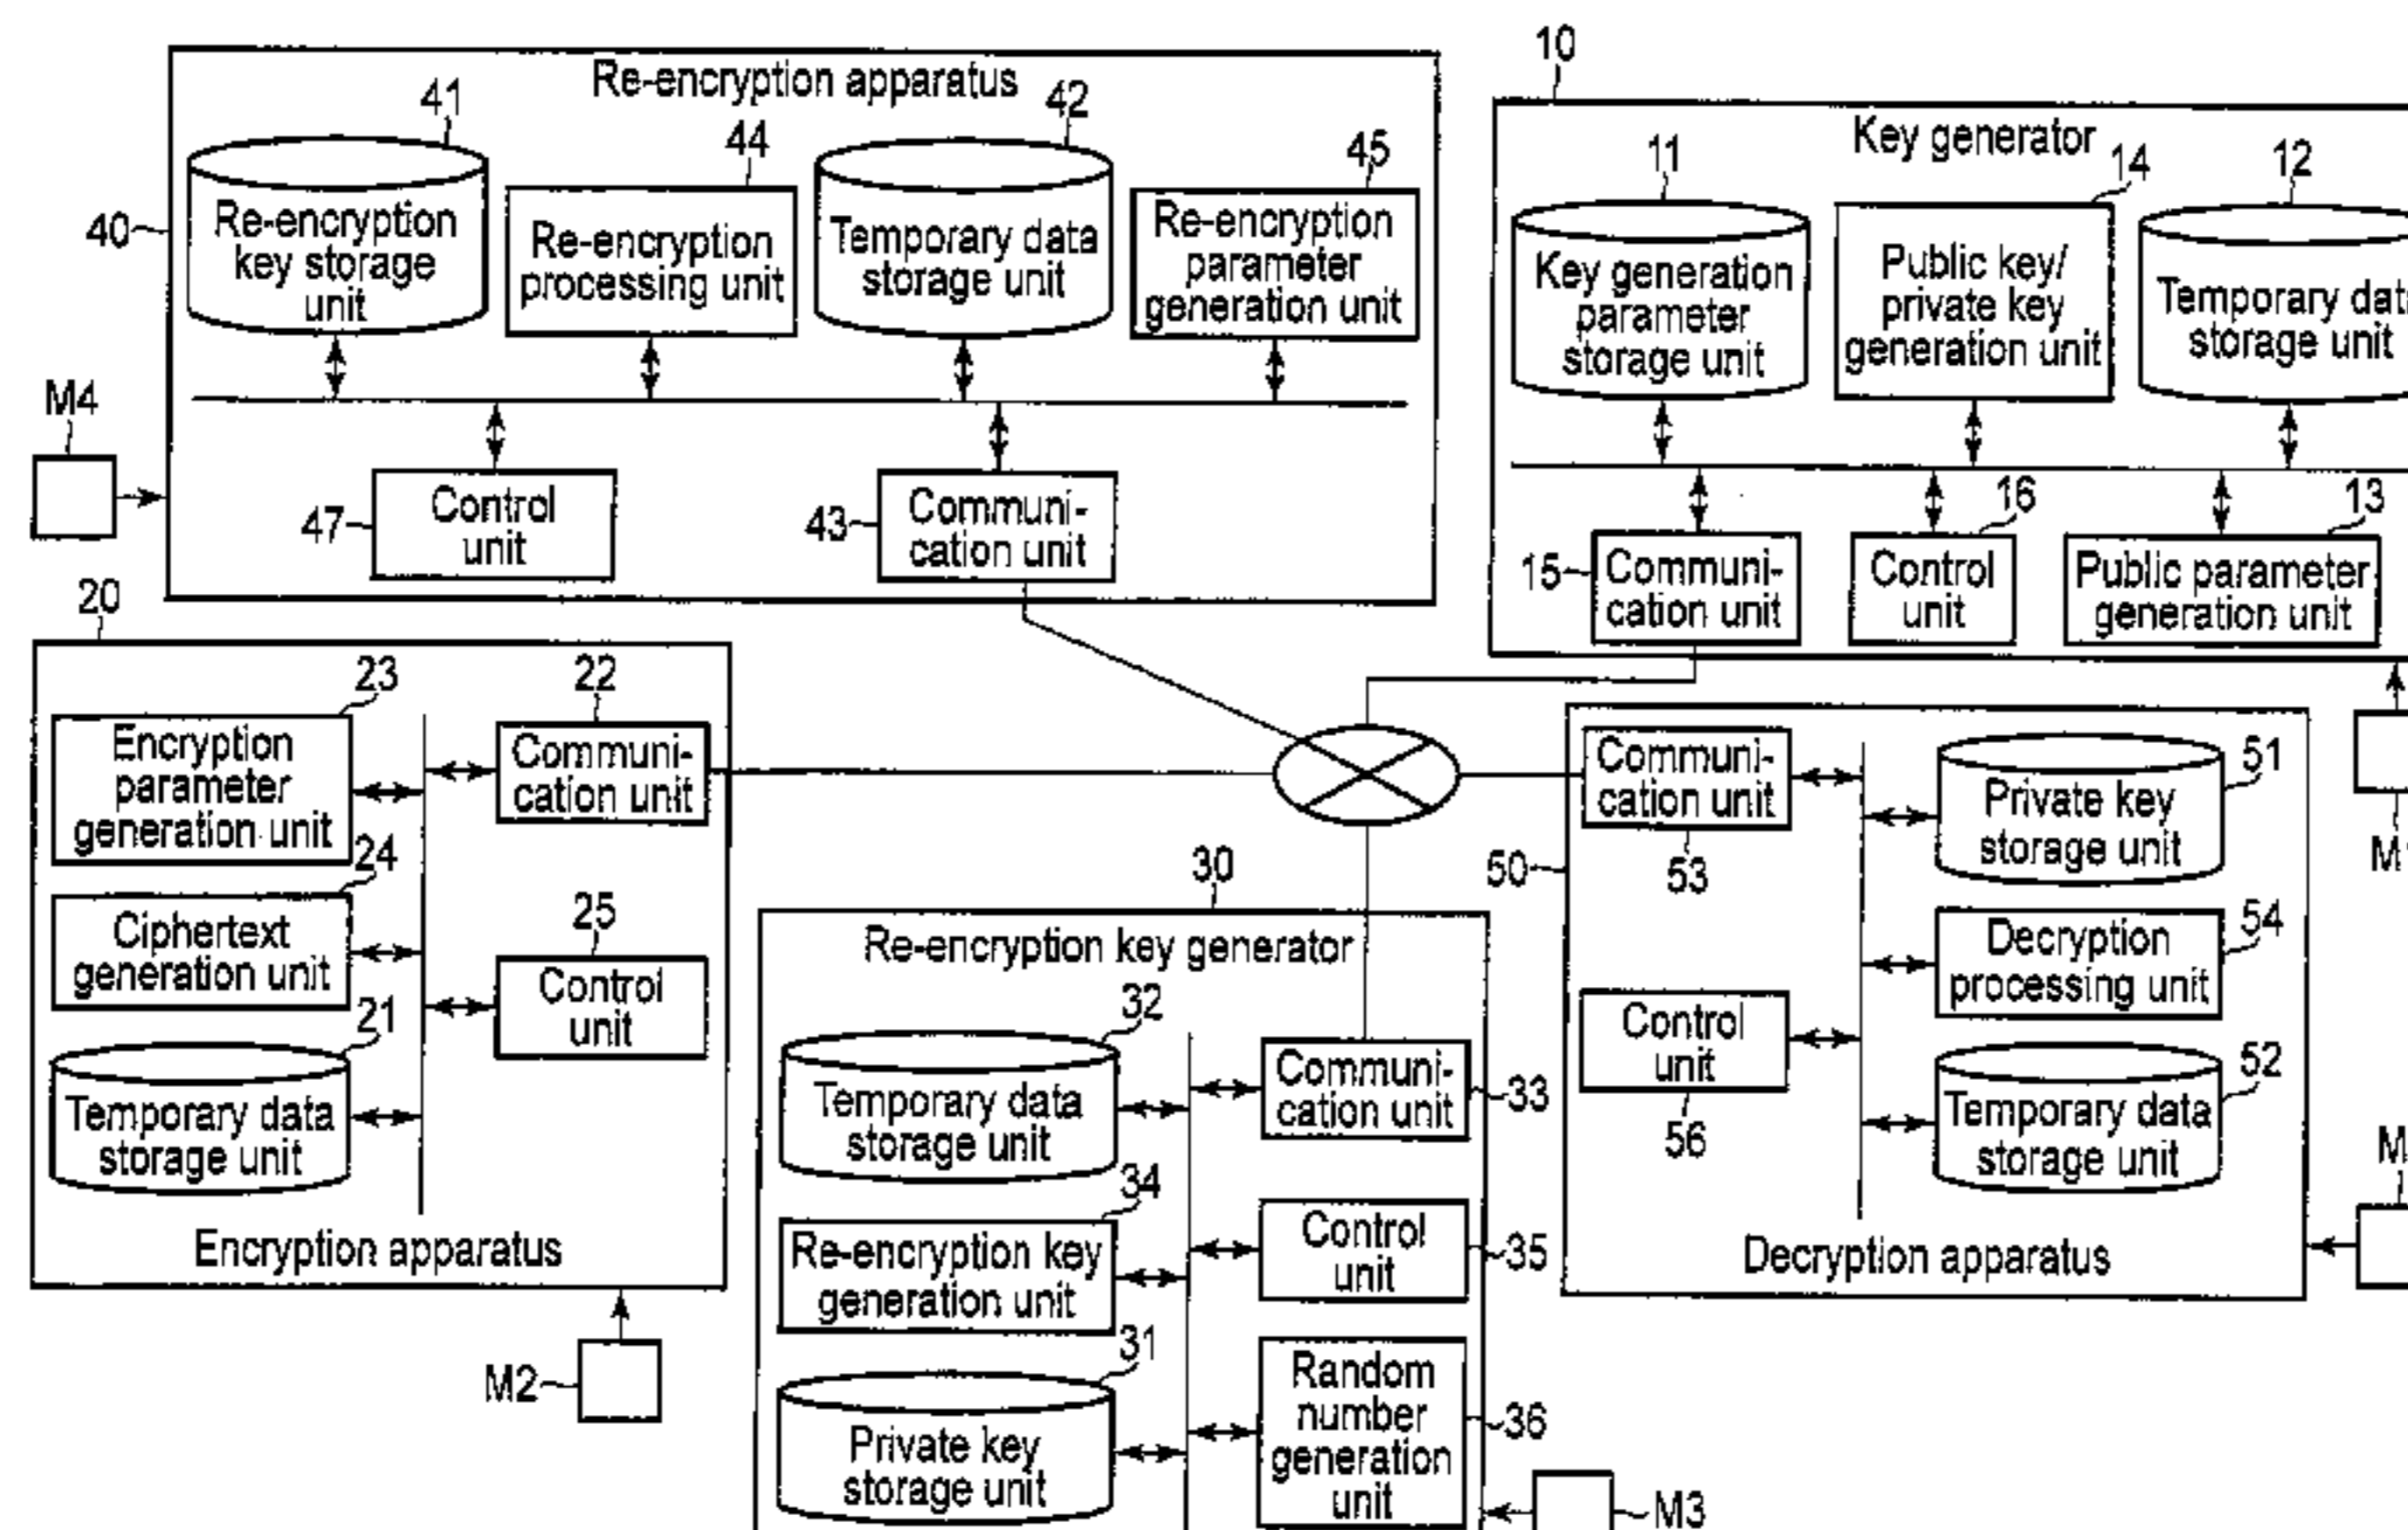 Re-encryption apparatus
41
44
42
45
40
Re-encryption
key storage
unit
Re-encryption
processing unit
Temporary data
storage unit
Re-encryption
parameter
generation unit
M4
47
Control
unit
43
Communi-
cation unit
10
Key generator
11
14
12
Key generation
parameter
storage unit
Public key/
private key
generation unit
Temporary dat
storage unit
15
Communi-
cation unit
16
Control
unit
13
Public parameter
generation unit
20
23
Encryption
parameter
generation unit
22
Communi-
cation unit
24
Ciphertext
generation unit
25
Control
unit
21
Temporary data
storage unit
Encryption apparatus
M2
30
Re-encryption key generator
32
Temporary data
storage unit
Communi-
cation unit
33
34
Re-encryption key
generation unit
Control
unit
35
31
Private key
storage unit
Random
number
generation
unit
36
M3
50
Communi-
cation unit
53
51
Private key
storage unit
54
Decryption
processing unit
Control
unit
56
52
Temporary data
storage unit
Decryption apparatus
M